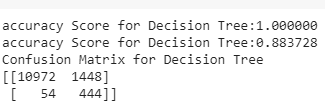 accuracy Score for Decision Tree:1.000000
accuracy Score for Decision Tree:0.883728
Confusion Matrix for Decision Tree
[[10972  1448]
 [   54   444]]